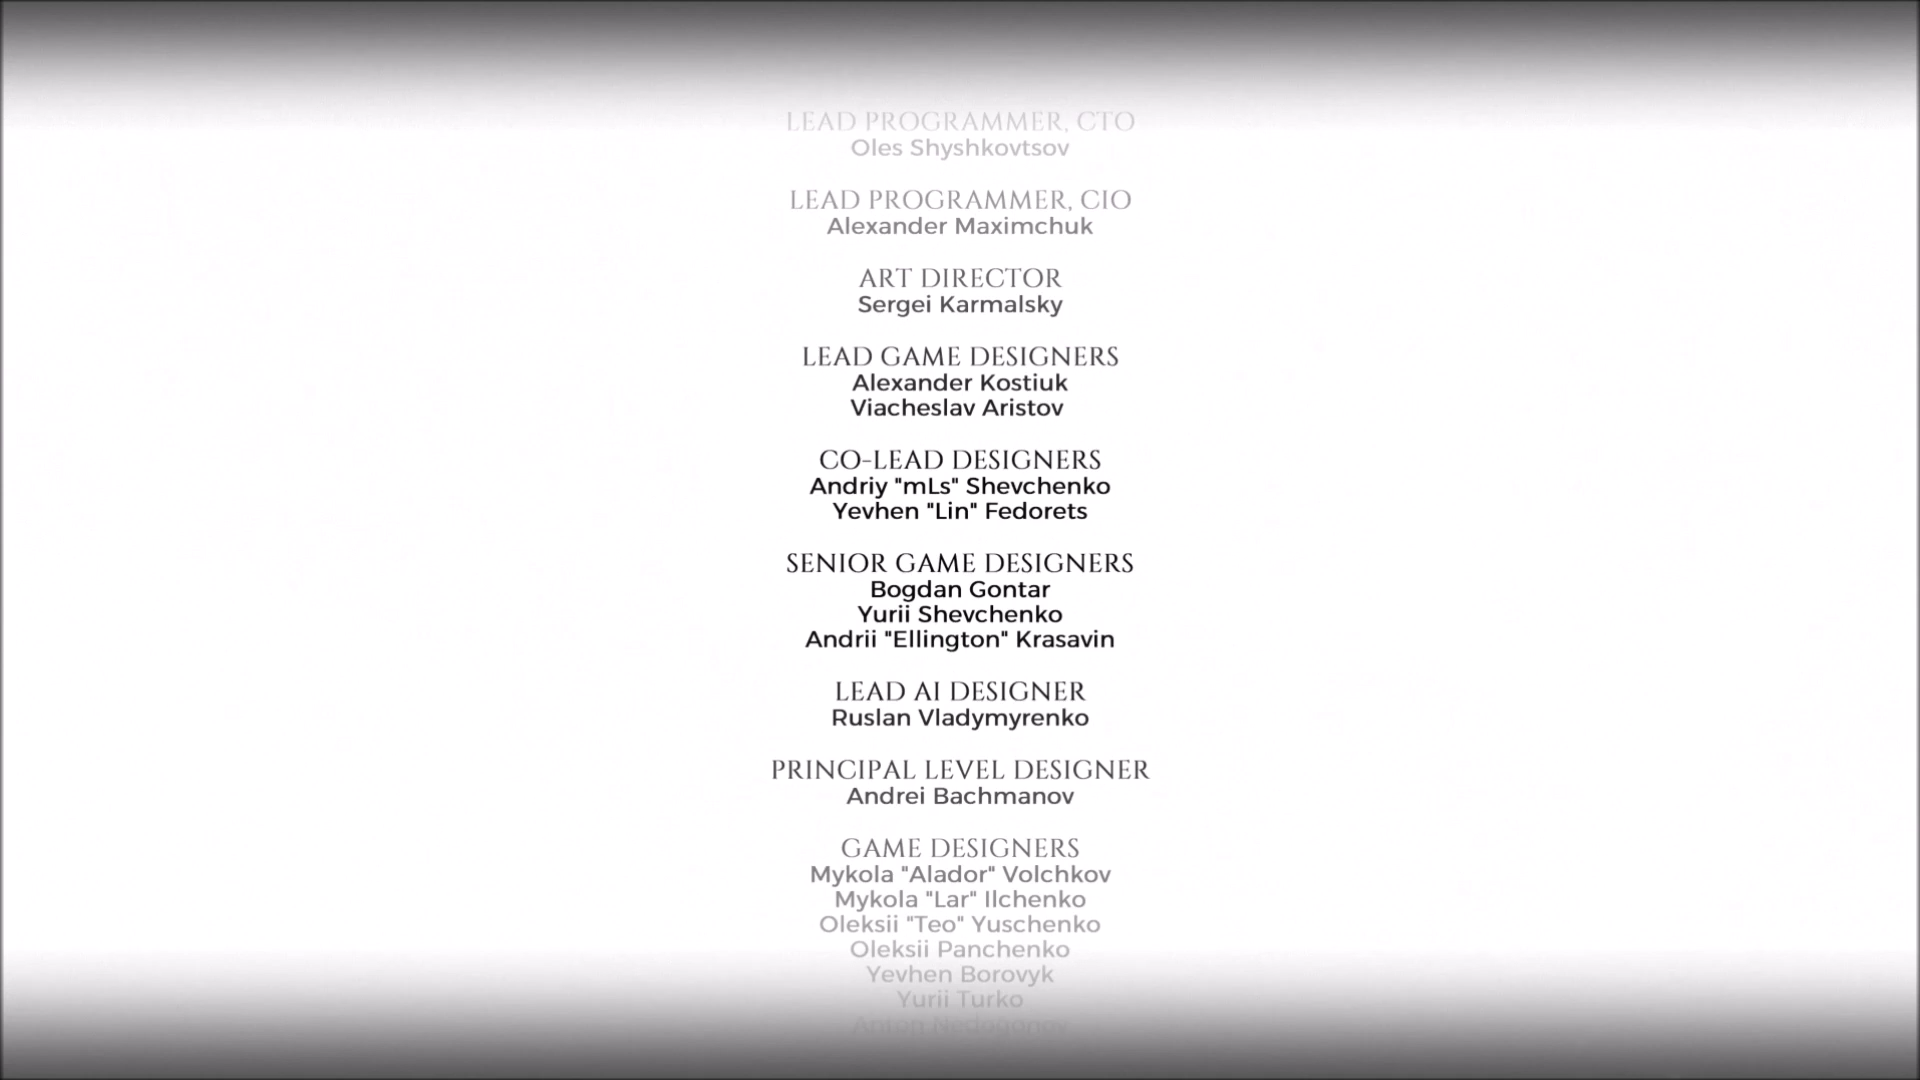 LEAD PROGRAMMER, CTO
Oles Shyshkovtsov
LEAD PROGRAMMER, CIO
Alexander Maximchuk
ART DIRECTOR
Sergei Karmalsky
LEAD GAME DESIGNERS
Alexander Kostiuk
Viacheslav Aristov
CO-LEAD DESIGNERS
Andriy "mLs" Shevchenko
Yevhen "Lin" Fedorets
SENIOR GAME DESIGNERS
Bogdan Gontar
Yurii Shevchenko
Andrii "Ellington" Krasavin
LEAD AI DESIGNER
Ruslan Vladymyrenko
PRINCIPAL LEVEL DESIGNER
Andrei Bachmanov
GAME DESIGNERS
Mykola "Alador" Volchkov
Mykola "Lar" Ilchenko
Oleksii "Teo" Yuschenko
Oleksii Panchenko
Yevhen Borovyk
Yurii Turko
Anton Nedogonov